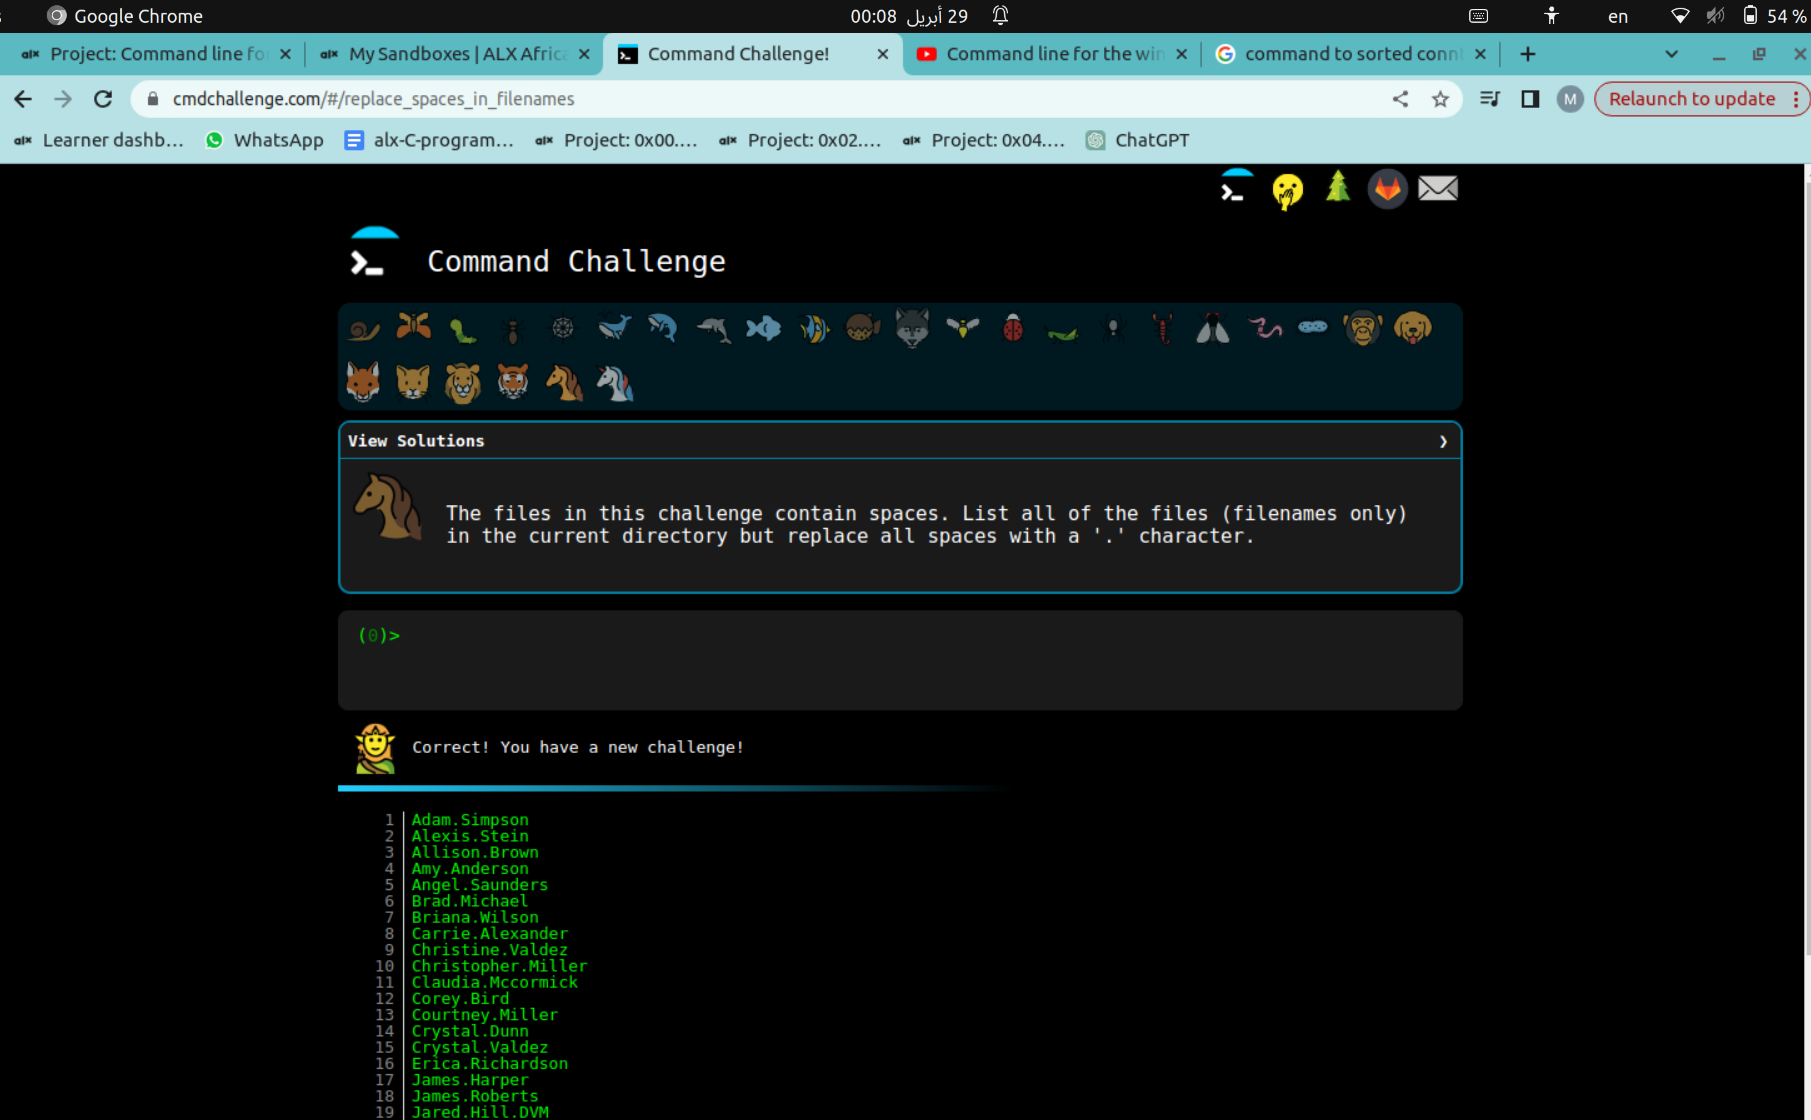 Google Chrome
00:08 29 أبريل
en
54 %
Project: Command line fo
My Sandboxes | ALX Africa
Command Challenge!
Command line for the win
command to sorted connt
cmdchallenge.com/#/replace_spaces_in_filenames
M
Relaunch to update
Learner dashb...
WhatsApp
alx-C-program...
Project: 0x00....
Project: 0x02....
Project: 0x04....
ChatGPT
Command Challenge
View Solutions
The files in this challenge contain spaces. List all of the files (filenames only)
in the current directory but replace all spaces with a '.' character.
(0)>
Correct! You have a new challenge!
1 Adam.Simpson
2 Alexis.Stein
3 Allison.Brown
4 Amy.Anderson
5 Angel.Saunders
6 Brad.Michael
7 Briana.Wilson
8 Carrie.Alexander
9 Christine.Valdez
10 Christopher.Miller
11 Claudia.Mccormick
12 Corey.Bird
13 Courtney.Miller
14 Crystal.Dunn
15 Crystal.Valdez
16 Erica.Richardson
17 James.Harper
18 James.Roberts
19 Jared.Hill.DVM